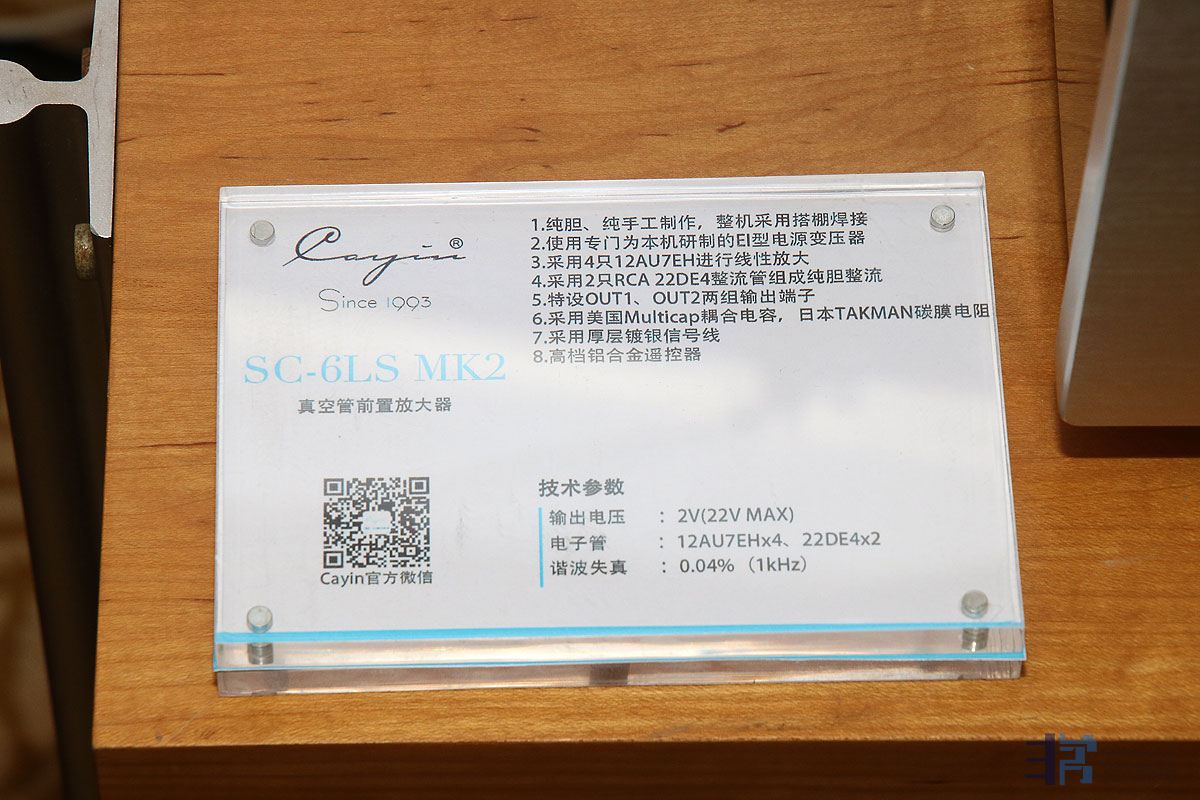 Cayin®
Since 1993
SC-6LS MK2
真空管前置放大器
Cayin官方微信
1.纯胆、纯手工制作，整机采用搭棚焊接
2.使用专门为本机研制的EI型电源变压器
3.采用4只12AU7EH进行线性放大
4.采用2只RCA 22DE4整流管组成纯胆整流
5.特设OUT1、OUT2两组输出端子
6.采用美国Multicap耦合电容，日本TAKMAN碳膜电阻
7.采用厚层镀银信号线
8.高档铝合金遥控器
技术参数
输出电压 ：2V(22V MAX)
电子管 ：12AU7EHx4、22DE4x2
谐波失真 ：0.04%（1kHz）